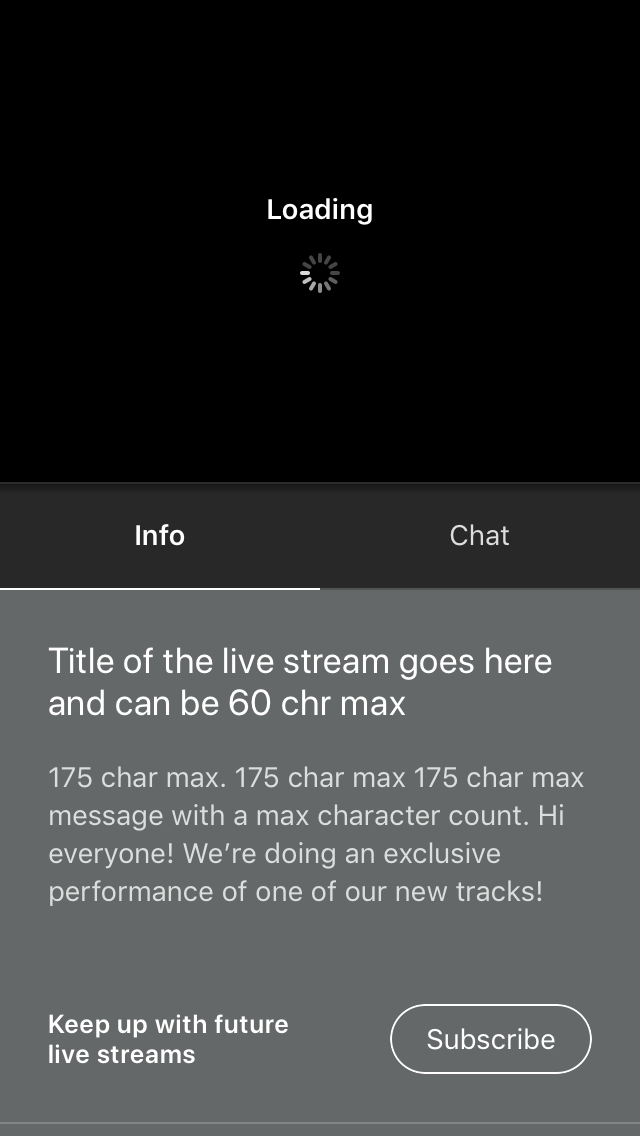 Loading
Info
Chat
Title of the live stream goes here
and can be 60 chr max
175 char max. 175 char max 175 char max
message with a max character count. Hi
everyone! We’re doing an exclusive
performance of one of our new tracks!
Keep up with future
live streams
Subscribe